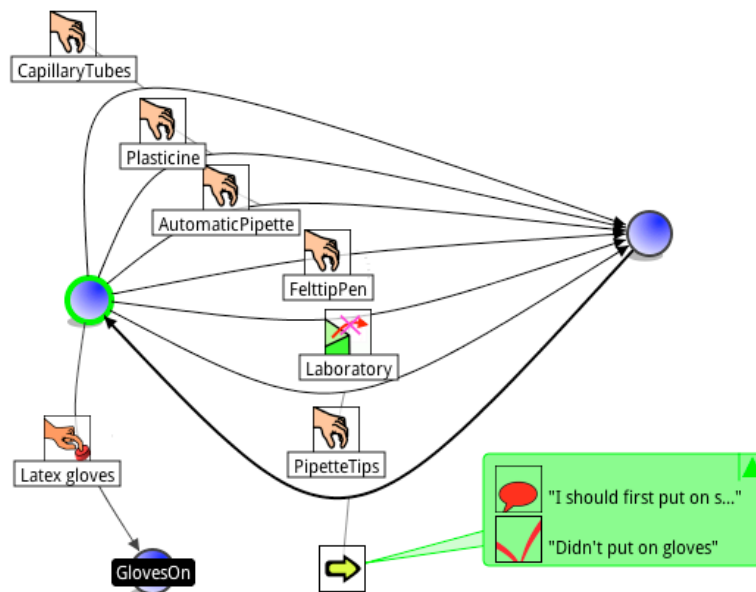 CapillaryTubes
Plasticine
AutomaticPipette
FelttipPen
Laboratory
Latex gloves
PipetteTips
"I should first put on s..."
"Didn't put on gloves"
GlovesOn